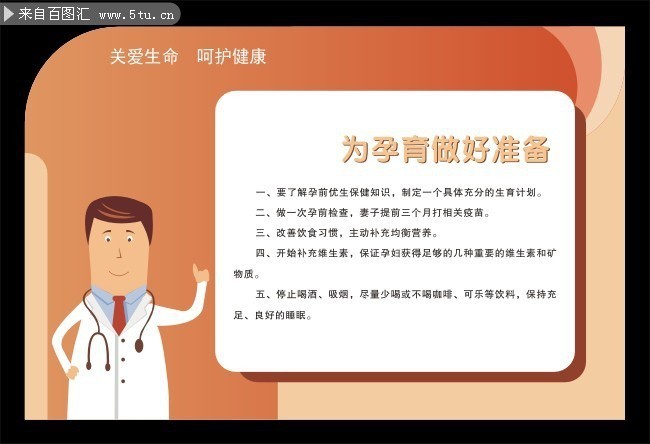 来自百图汇 www.5tu.cn
关爱生命 呵护健康
为孕育做好准备
一、要了解孕前优生保健知识，制定一个具体充分的生育计划。
二、做一次孕前检查，妻子提前三个月打相关疫苗。
三、改善饮食习惯，主动补充均衡营养。
四、开始补充维生素，保证孕妇获得足够的几种重要的维生素和矿
物质。
五、停止喝酒、吸烟，尽量少喝或不喝咖啡、可乐等饮料，保持充
足、良好的睡眠。